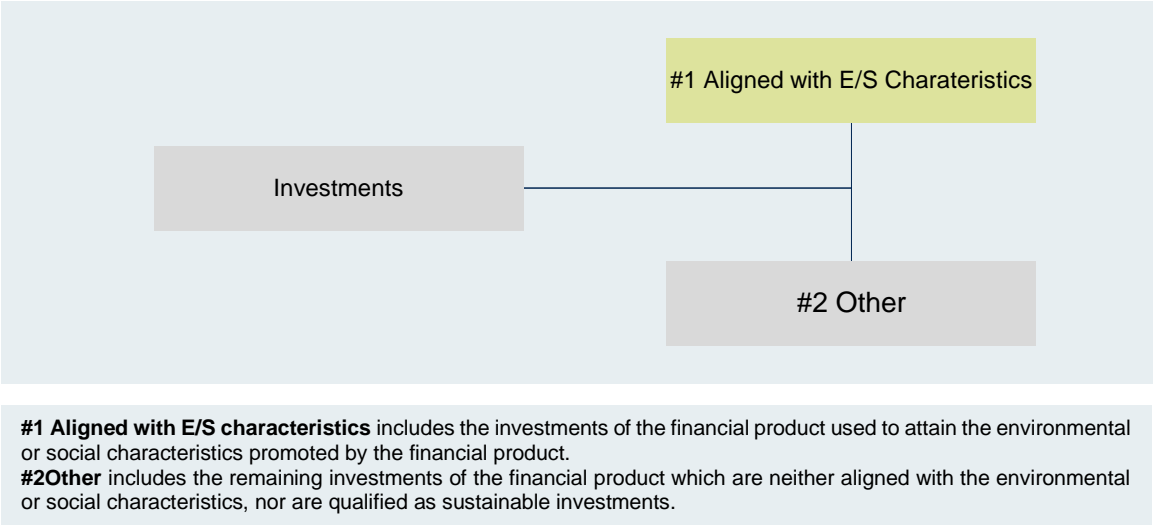 #1 Aligned with E/S Charateristics
Investments
#2 Other
#1 Aligned with E/S characteristics includes the investments of the financial product used to attain the environmental
or social characteristics promoted by the financial product.
#2Other includes the remaining investments of the financial product which are neither aligned with the environmental
or social characteristics, nor are qualified as sustainable investments.